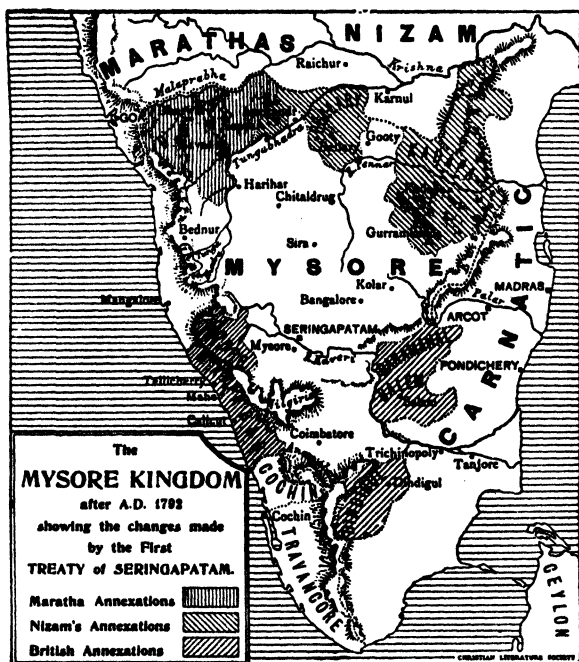 MARATHAS
NIZAM
Raichur
Krishna
Malaprabha
Karnul
Gooty
Tungabhadra
Penner
Harihar
Chitaldrug
Bednur
Sira
MYSORE
Kolar
Bangalore
Mangalore
SERINGAPATAM
Mysore
Kaveri
MADRAS
Palar
ARCOT
CARNATIC
SALEM
PONDICHERY
Tellicherry
Mahe
Calicut
Nilgiris
Coimbatore
Trichinopoly
Tanjore
Dindigul
COCHIN
Cochin
TRAVANCORE
CEYLON
The
MYSORE KINGDOM
after A.D. 1792
showing the changes made
by the First
TREATY of SERINGAPATAM.
Maratha Annexations
Nizam's Annexations
British Annexations
CHRISTIAN LITERATURE SOCIETY